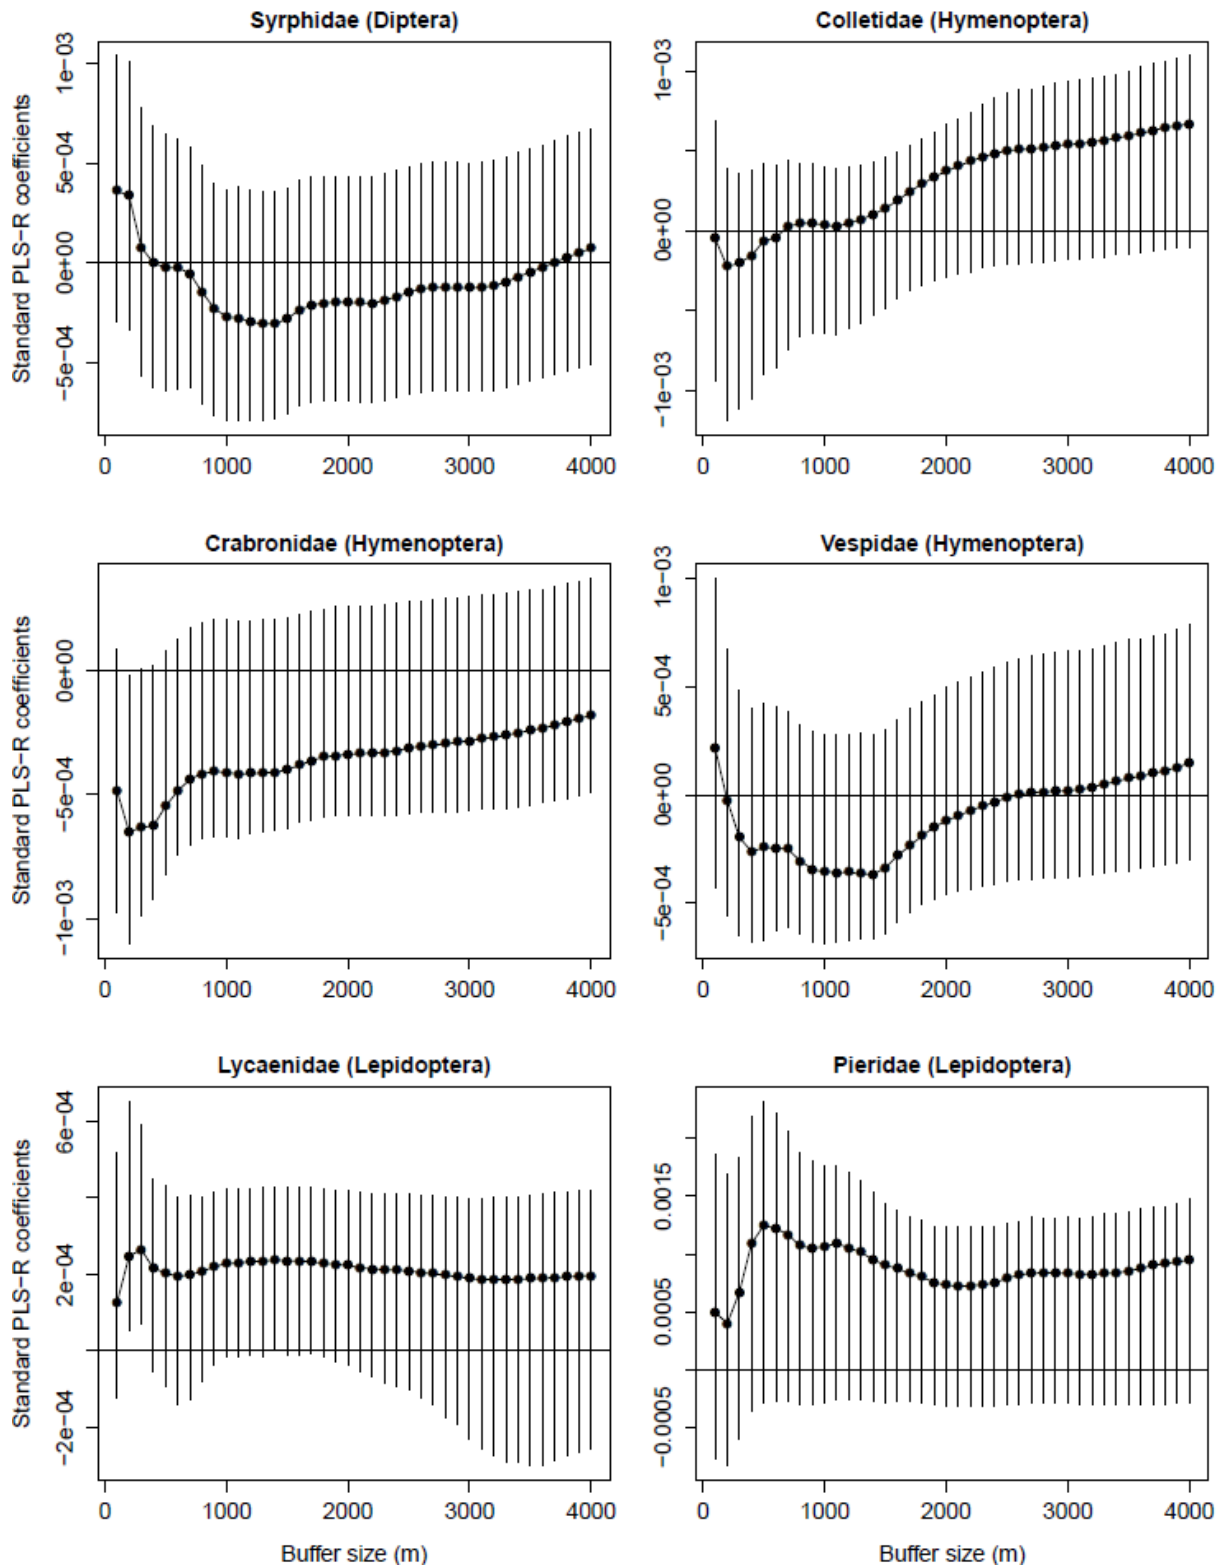 Syrphidae (Diptera)
Standard PLS−R coefficients
1e−03
5e−04
0e+00
−5e−04
0
1000
2000
3000
4000
Colletidae (Hymenoptera)
1e−03
0e+00
−1e−03
0
1000
2000
3000
4000
Crabronidae (Hymenoptera)
Standard PLS−R coefficients
0e+00
−5e−04
−1e−03
0
1000
2000
3000
4000
Vespidae (Hymenoptera)
1e−03
5e−04
0e+00
−5e−04
0
1000
2000
3000
4000
Lycaenidae (Lepidoptera)
Standard PLS−R coefficients
6e−04
2e−04
−2e−04
0
1000
2000
3000
4000
Buffer size (m)
Pieridae (Lepidoptera)
0.0015
0.0005
−0.0005
0
1000
2000
3000
4000
Buffer size (m)